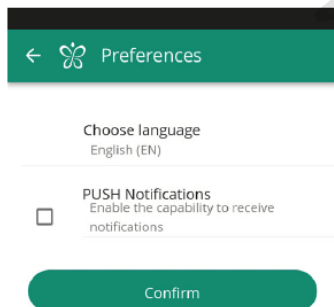 Preferences
Choose language
English (EN)
PUSH Notifications
Enable the capability to receive
notifications
Confirm